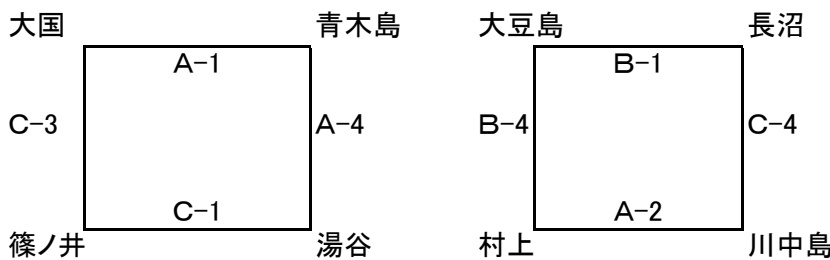 大国 青木島 大豆島 長沼
A-1 B-1
C-3 A-4 B-4 C-4
C-1 A-2
篠ノ井 湯谷 村上 川中島